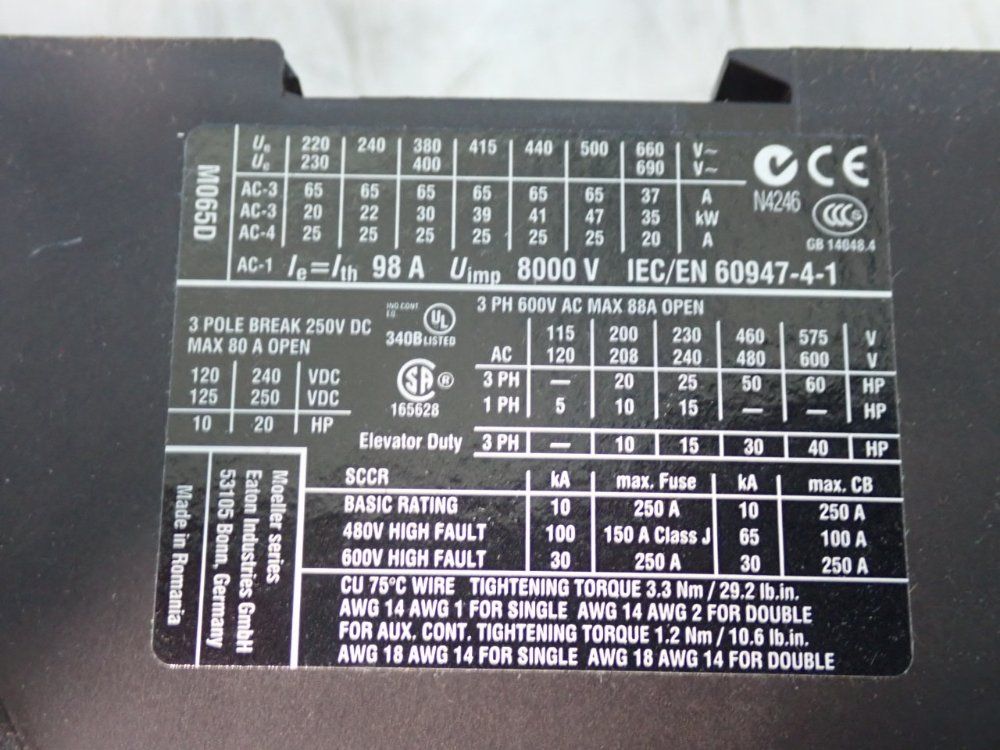 M065D
Ue 220 240 380 415 440 500 660 V~
Ue 230 400 690 V~
AC-3 65 65 65 65 65 65 37 A
AC-3 20 22 30 39 41 47 35 kW
AC-4 25 25 25 25 25 25 20 A
AC-1 Ie=Ith 98 A Uimp 8000 V IEC/EN 60947-4-1
CE
N4246
CCC S
GB 14048.4
3 POLE BREAK 250V DC
MAX 80 A OPEN
120 240 VDC
125 250 VDC
10 20 HP
IND.CONT
EQ.
UL
340B LISTED
SA ®
165628
3 PH 600V AC MAX 88A OPEN
115 200 230 460 575 V
AC 120 208 240 480 600 V
3 PH — 20 25 50 60 HP
1 PH 5 10 15 — — HP
Elevator Duty 3 PH — 10 15 30 40 HP
SCCR kA max. Fuse kA max. CB
BASIC RATING 10 250 A 10 250 A
480V HIGH FAULT 100 150 A Class J 65 100 A
600V HIGH FAULT 30 250 A 30 250 A
CU 75°C WIRE TIGHTENING TORQUE 3.3 Nm / 29.2 lb.in.
AWG 14 AWG 1 FOR SINGLE AWG 14 AWG 2 FOR DOUBLE
FOR AUX. CONT. TIGHTENING TORQUE 1.2 Nm / 10.6 lb.in.
AWG 18 AWG 14 FOR SINGLE AWG 18 AWG 14 FOR DOUBLE
Moeller series
Eaton Industries GmbH
53105 Bonn, Germany
Made in Romania